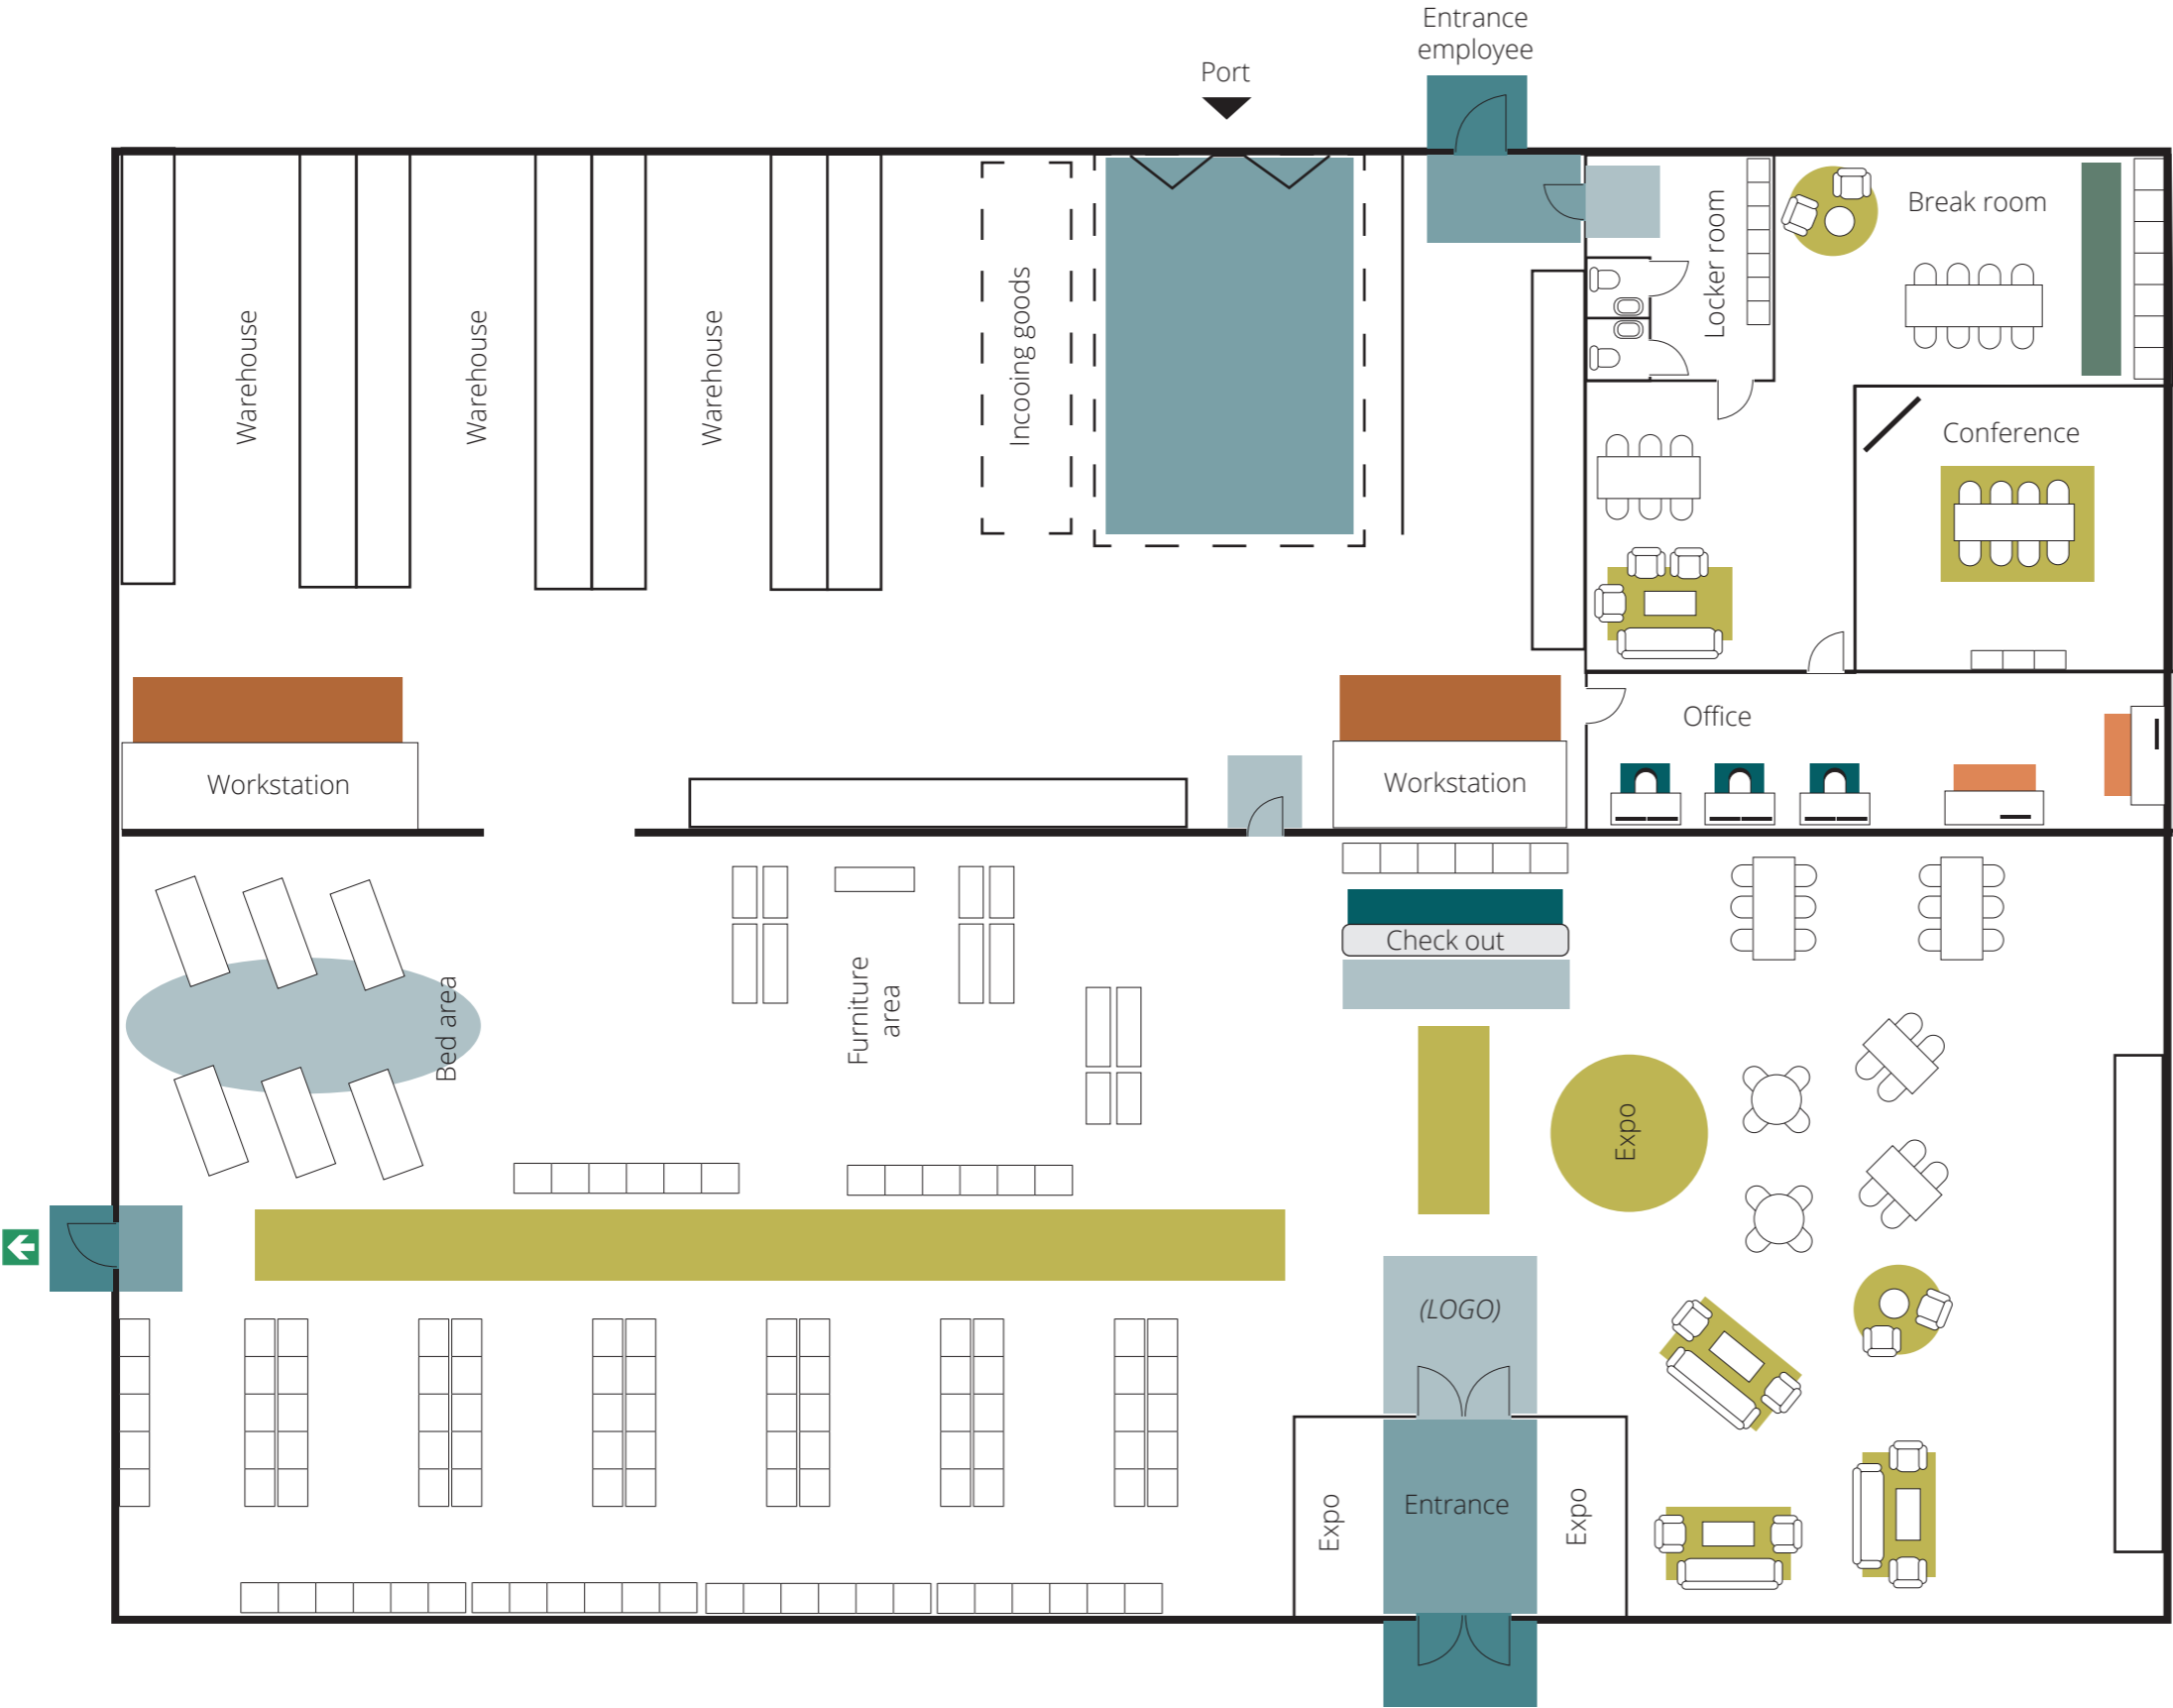 Entrance
employee
Port
Warehouse
Warehouse
Warehouse
Incooing goods
Locker room
Break room
Conference
Office
Workstation
Workstation
Check out
Bed area
Furniture
area
Expo
(LOGO)
Expo
Entrance
Expo